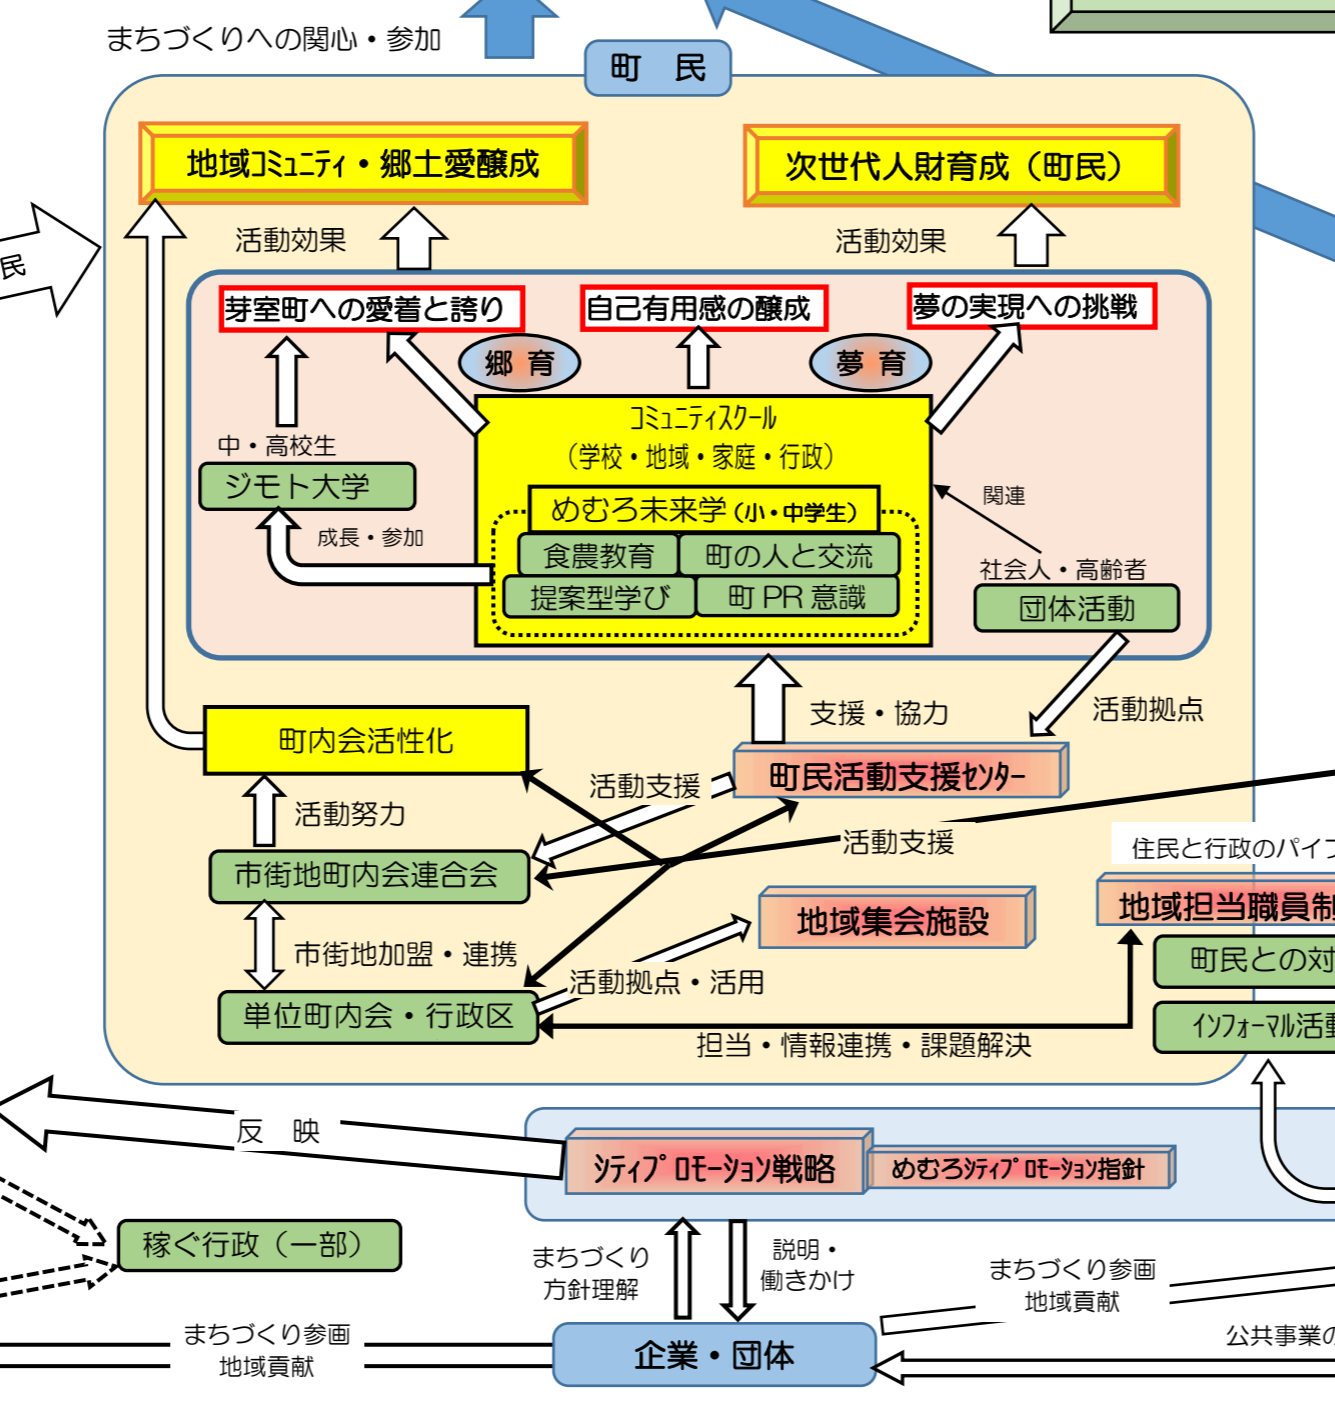 まちづくりへの関心・参加
町 民
地域ｺﾐｭﾆﾃｨ・郷土愛醸成
次世代人財育成（町民）
民
活動効果
活動効果
芽室町への愛着と誇り
自己有用感の醸成
夢の実現への挑戦
郷 育
夢 育
ｺﾐｭﾆﾃｨｽｸｰﾙ
（学校・地域・家庭・行政）
中・高校生
ジモト大学
関連
めむろ未来学（小・中学生）
成長・参加
食農教育
町の人と交流
社会人・高齢者
提案型学び
町 PR 意識
団体活動
支援・協力
活動拠点
町内会活性化
町民活動支援ｾﾝﾀｰ
活動支援
活動努力
活動支援
住民と行政のパイ
市街地町内会連合会
地域集会施設
地域担当職員制
市街地加盟・連携
町民との対
活動拠点・活用
単位町内会・行政区
ｲﾝﾌｫｰﾏﾙ活動
担当・情報連携・課題解決
反 映
ｼﾃｨﾌﾟﾛﾓｰｼｮﾝ戦略
めむろｼﾃｨﾌﾟﾛﾓｰｼｮﾝ指針
稼ぐ行政（一部）
まちづくり
方針理解
説明・
働きかけ
まちづくり参画
地域貢献
まちづくり参画
地域貢献
企業・団体
公共事業の